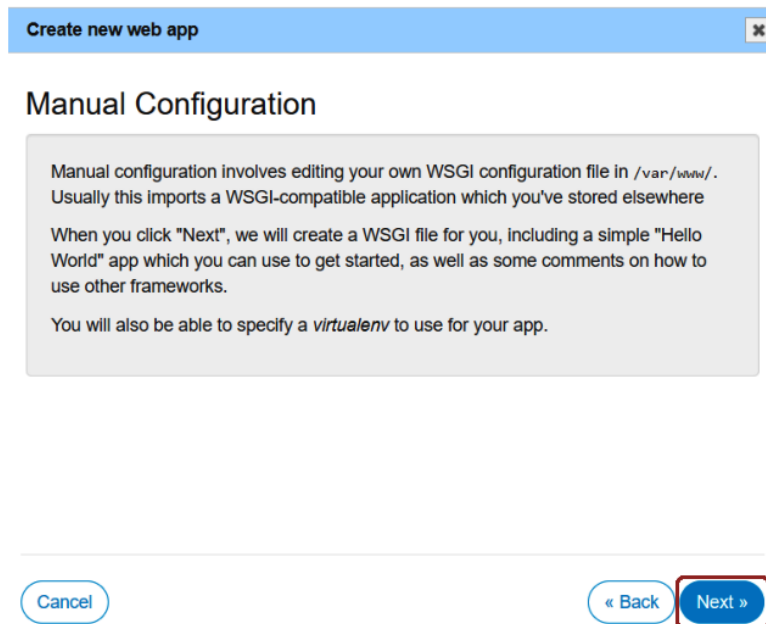 Create new web app
Manual Configuration
Manual configuration involves editing your own WSGI configuration file in /var/www/.
Usually this imports a WSGI-compatible application which you've stored elsewhere
When you click "Next", we will create a WSGI file for you, including a simple "Hello
World" app which you can use to get started, as well as some comments on how to
use other frameworks.
You will also be able to specify a virtualenv to use for your app.
Cancel
« Back
Next »